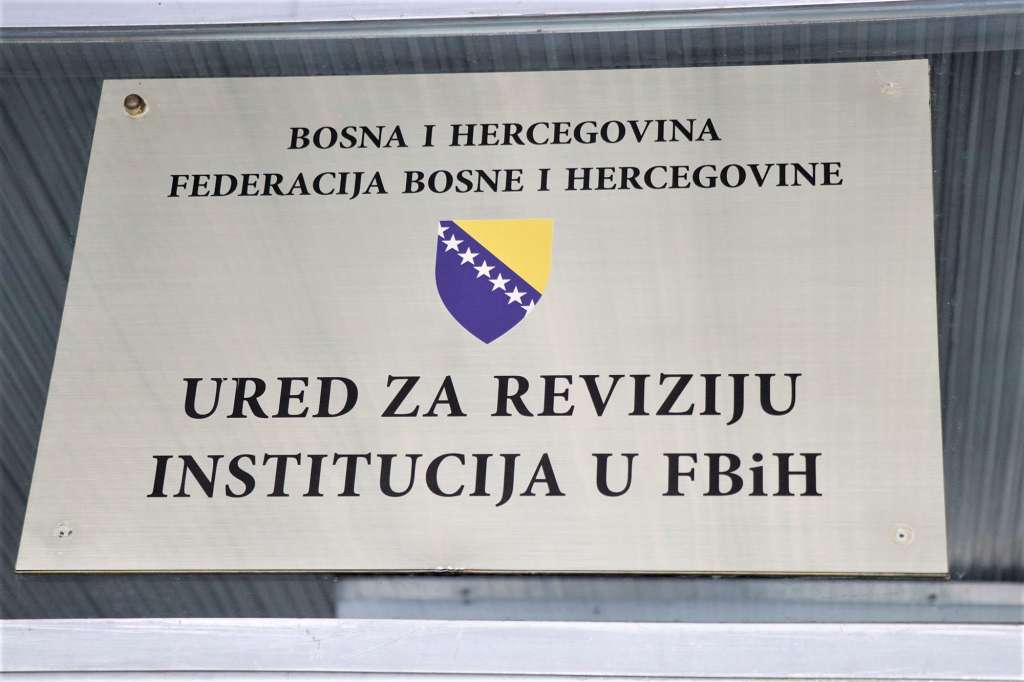 BOSNA I HERCEGOVINA
FEDERACIJA BOSNE I HERCEGOVINE
URED ZA REVIZIJU
INSTITUCIJA U FBiH